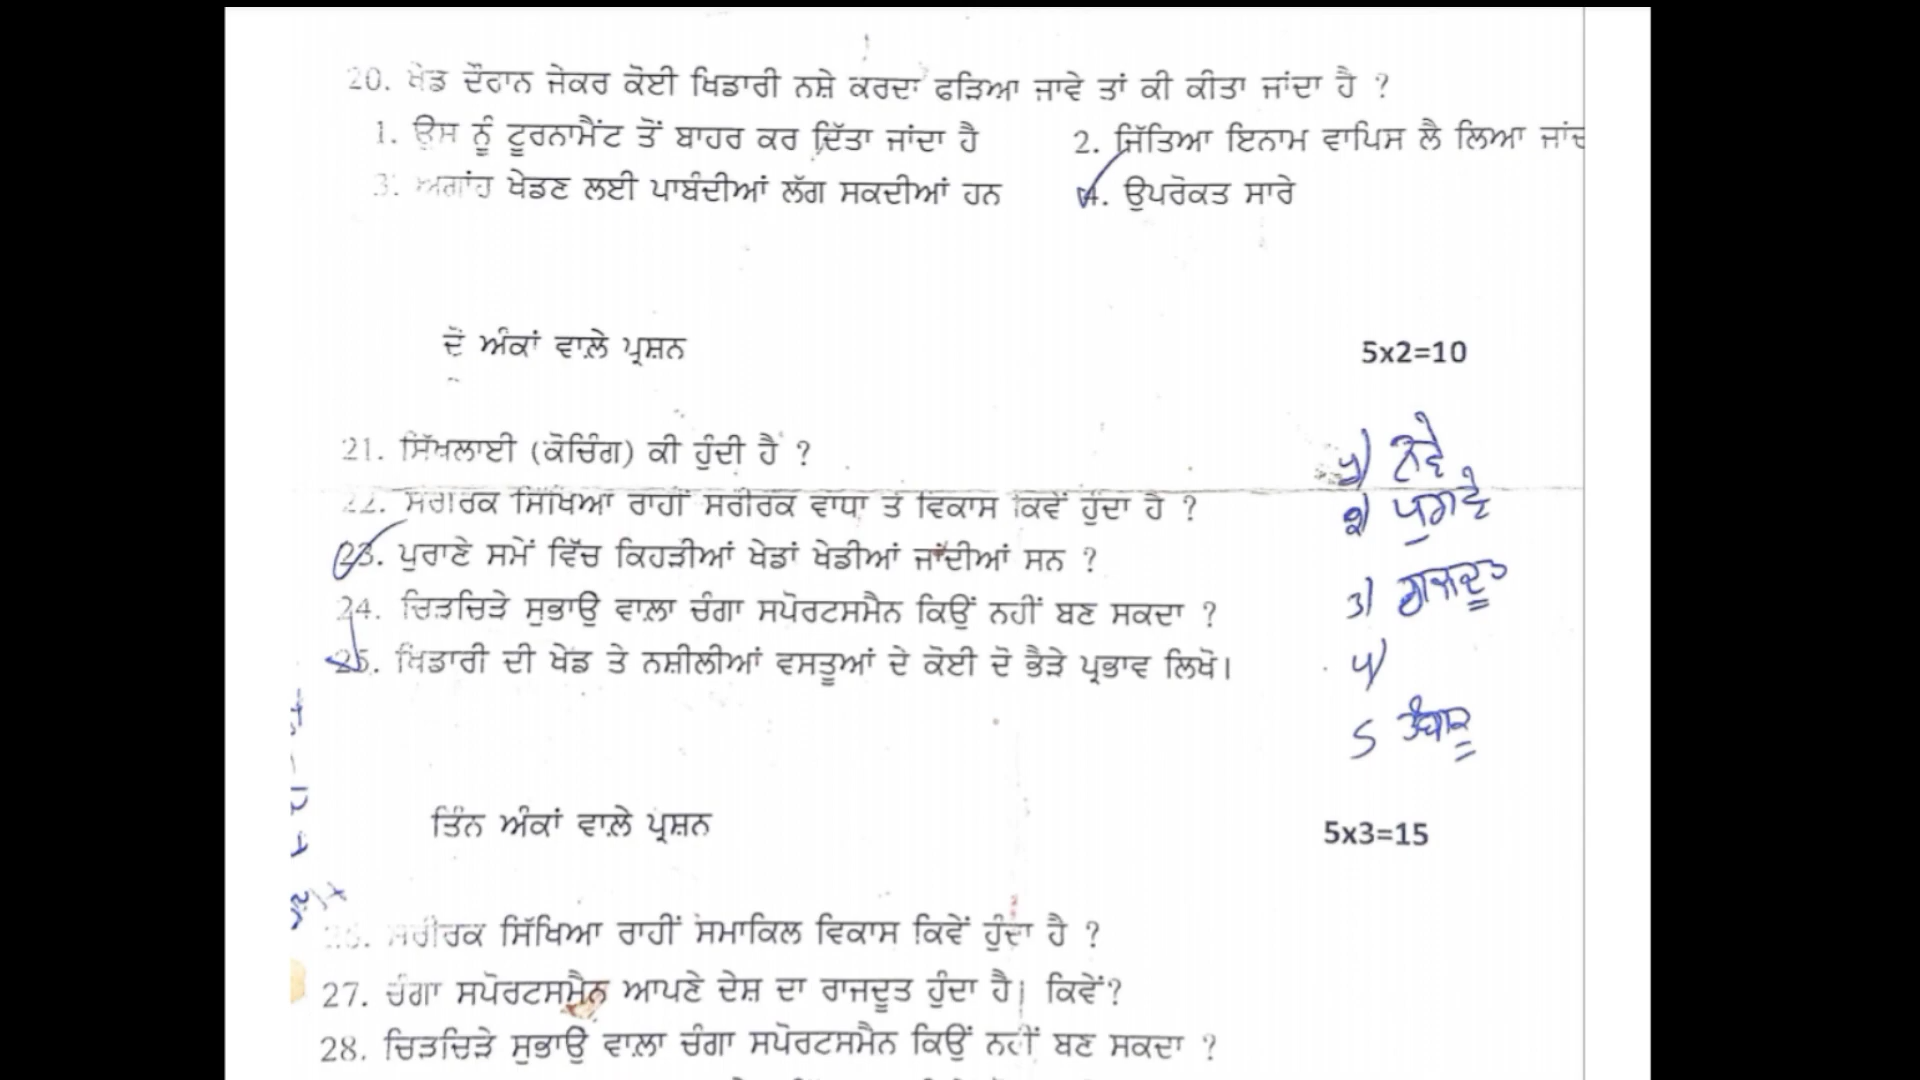 20. ਖੇਡ ਦੌਰਾਨ ਜੇਕਰ ਕੋਈ ਖਿਡਾਰੀ ਨਸ਼ੇ ਕਰਦਾ ਫੜਿਆ ਜਾਵੇ ਤਾਂ ਕੀ ਕੀਤਾ ਜਾਂਦਾ ਹੈ ?
1. ਉਸ ਨੂੰ ਟੂਰਨਾਮੈਂਟ ਤੋਂ ਬਾਹਰ ਕਰ ਦਿੱਤਾ ਜਾਂਦਾ ਹੈ 2. ਜਿੱਤਿਆ ਇਨਾਮ ਵਾਪਿਸ ਲੈ ਲਿਆ
3. ਅਗਾਂਹ ਖੇਡਣ ਲਈ ਪਾਬੰਦੀਆਂ ਲੱਗ ਸਕਦੀਆਂ ਹਨ 4. ਉਪਰੋਕਤ ਸਾਰੇ
ਦੋ ਅੰਕਾਂ ਵਾਲੇ ਪ੍ਰਸ਼ਨ 5x2=10
21. ਸਿੱਖਲਾਈ (ਕੋਚਿੰਗ) ਕੀ ਹੁੰਦੀ ਹੈ ?
22. ਸਰੀਰਕ ਸਿੱਖਿਆ ਰਾਹੀਂ ਸਰੀਰਕ ਵਾਧਾ ਤੇ ਵਿਕਾਸ ਕਿਵੇਂ ਹੁੰਦਾ ਹੈ ?
23. ਪੁਰਾਣੇ ਸਮੇਂ ਵਿੱਚ ਕਿਹੜੀਆਂ ਖੇਡਾਂ ਖੇਡੀਆਂ ਜਾਂਦੀਆਂ ਸਨ ?
24. ਚਿੜਚਿੜੇ ਸੁਭਾਉ ਵਾਲਾ ਚੰਗਾ ਸਪੋਰਟਸਮੈਨ ਕਿਉਂ ਨਹੀਂ ਬਣ ਸਕਦਾ ?
3)
25. ਖਿਡਾਰੀ ਦੀ ਖੇਡ ਤੇ ਨਸ਼ੀਲੀਆਂ ਵਸਤੂਆਂ ਦੇ ਕੋਈ ਦੋ ਭੈੜੇ ਪ੍ਰਭਾਵ ਲਿਖੋ।
5 ਤੰਬਾਕੂ
ਤਿੰਨ ਅੰਕਾਂ ਵਾਲੇ ਪ੍ਰਸ਼ਨ 5x3=15
26. ਸਰੀਰਕ ਸਿੱਖਿਆ ਰਾਹੀਂ ਸਮਾਕਿਲ ਵਿਕਾਸ ਕਿਵੇਂ ਹੁੰਦਾ ਹੈ ?
27. ਚੰਗਾ ਸਪੋਰਟਸਮੈਨ ਆਪਣੇ ਦੇਸ਼ ਦਾ ਰਾਜਦੂਤ ਹੁੰਦਾ ਹੈ। ਕਿਵੇਂ?
28. ਚਿੜਚਿੜੇ ਸੁਭਾਉ ਵਾਲਾ ਚੰਗਾ ਸਪੋਰਟਸਮੈਨ ਕਿਉਂ ਨਹੀਂ ਬਣ ਸਕਦਾ ?